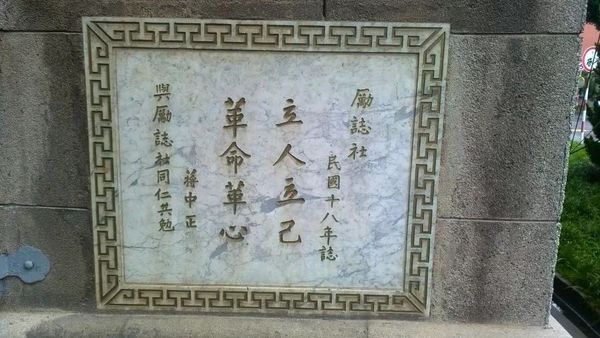 勵誌社
民國十八年誌
立人立己
革命革心
蔣中正
與勵誌社同仁共勉